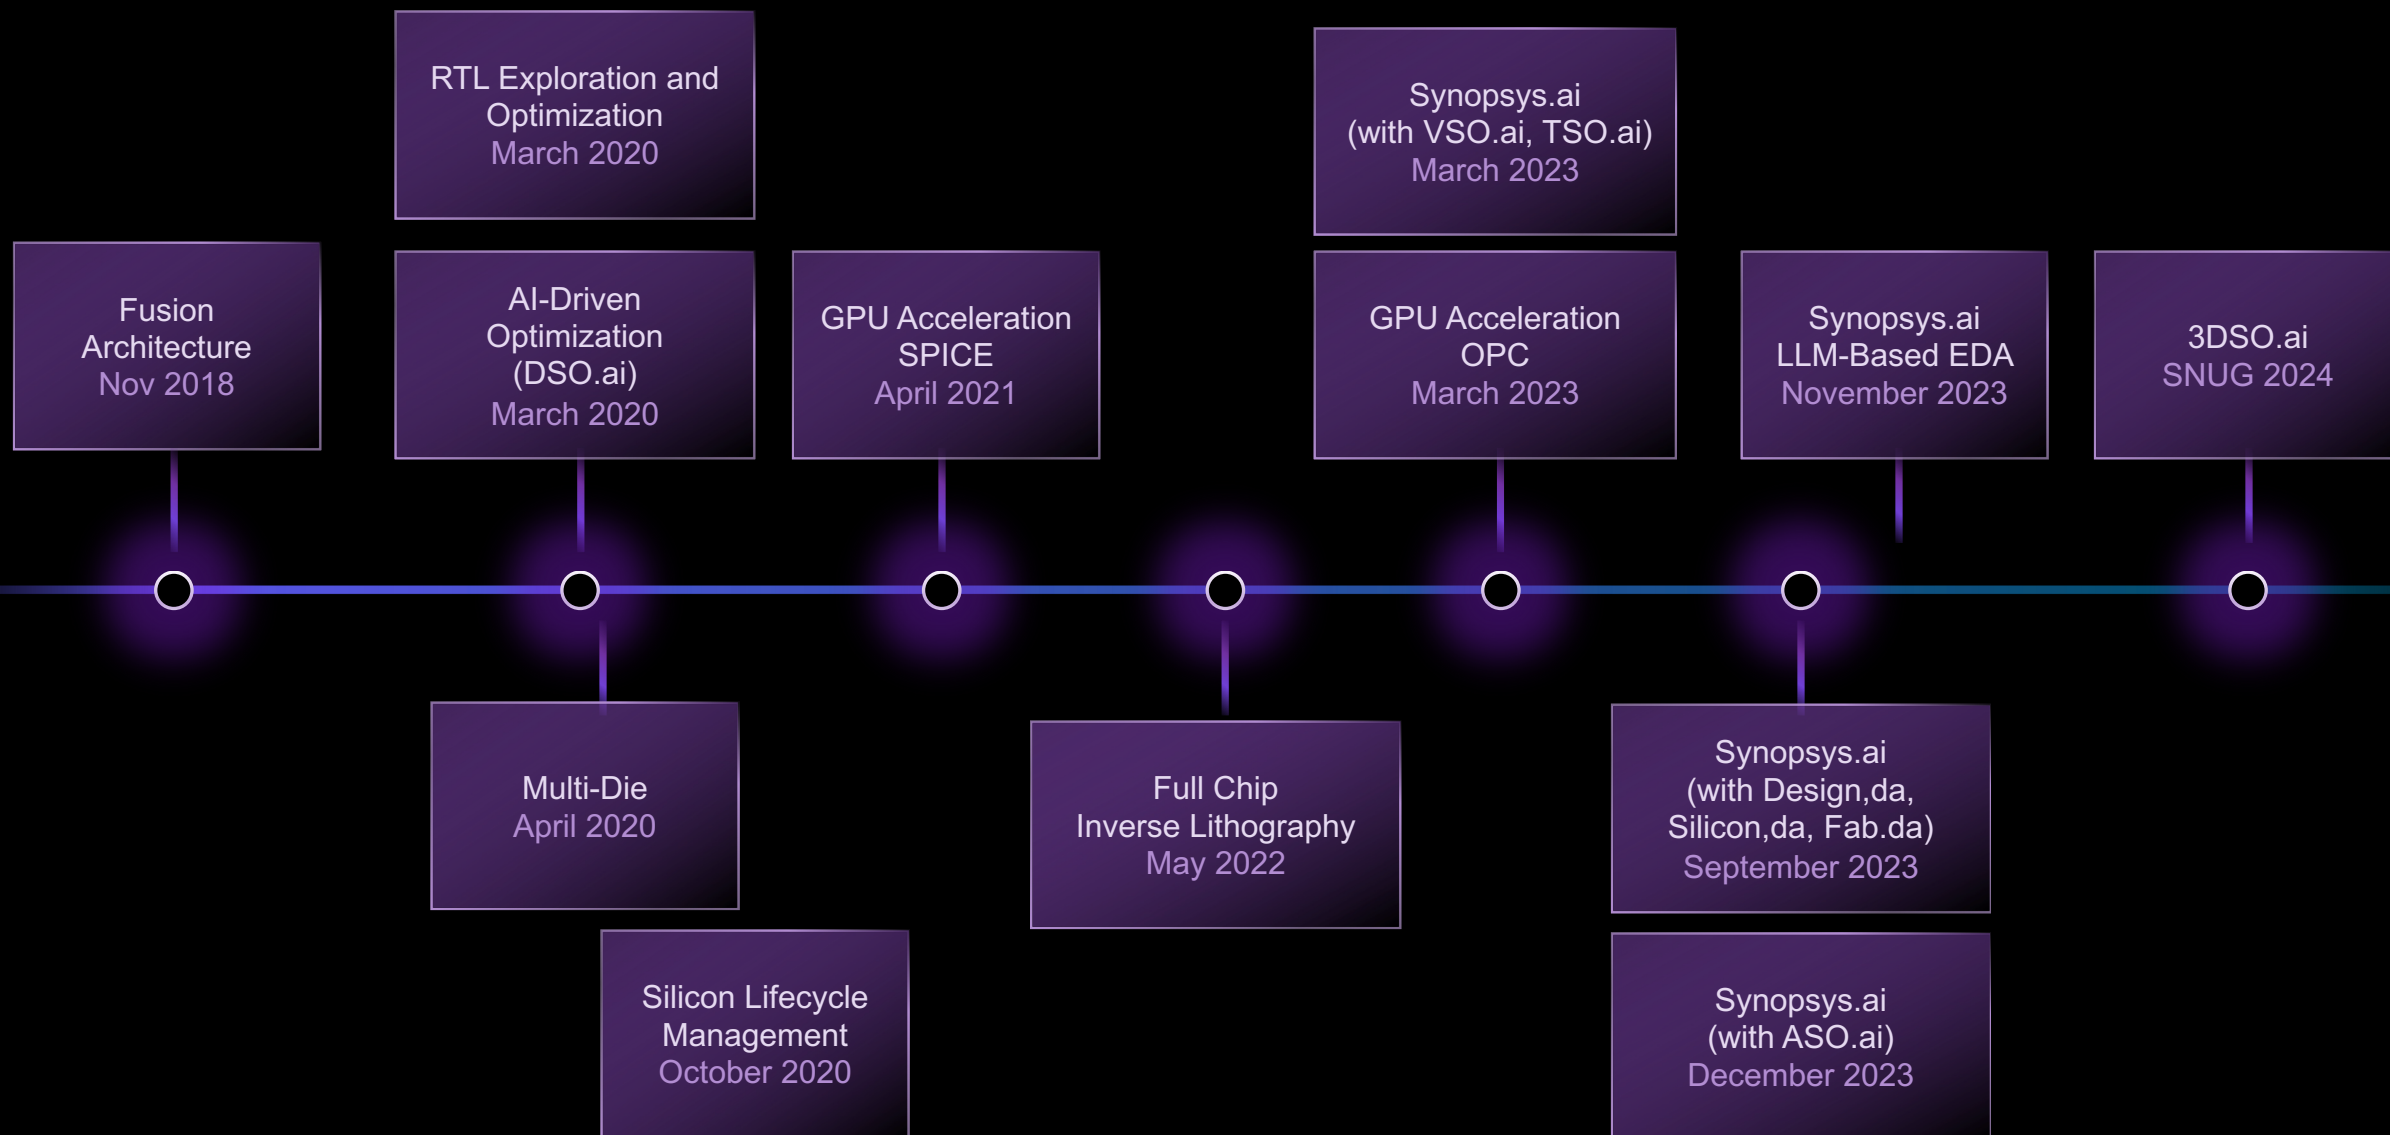 RTL Exploration and
Optimization
March 2020
Synopsys.ai
(with VSO.ai, TSO.ai)
March 2023
Fusion
Architecture
Nov 2018
AI-Driven
Optimization
(DSO.ai)
March 2020
GPU Acceleration
SPICE
April 2021
GPU Acceleration
OPC
March 2023
Synopsys.ai
LLM-Based EDA
November 2023
3DSO.ai
SNUG 2024
Multi-Die
April 2020
Full Chip
Inverse Lithography
May 2022
Synopsys.ai
(with Design,da,
Silicon,da, Fab.da)
September 2023
Silicon Lifecycle
Management
October 2020
Synopsys.ai
(with ASO.ai)
December 2023